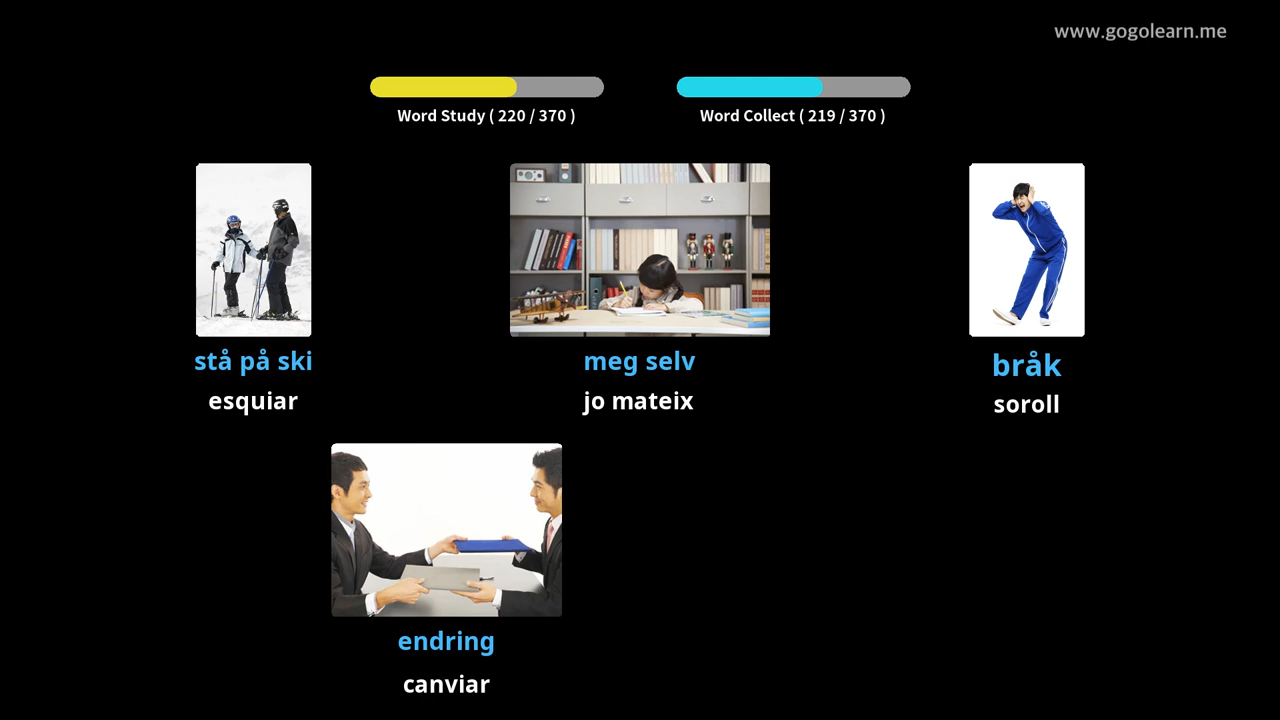 www.gogolearn.me
Word Study ( 220 / 370 )
Word Collect ( 219 / 370 )
stå på ski
esquiar
meg selv
jo mateix
bråk
soroll
endring
canviar